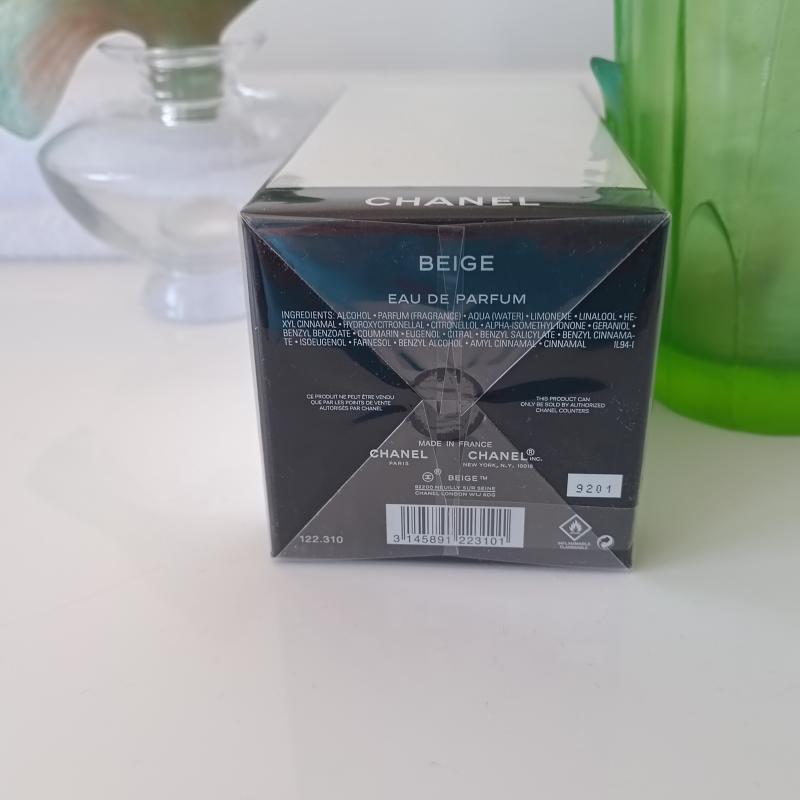 CHANEL
BEIGE
EAU DE PARFUM
INGREDIENTS: ALCOHOL • PARFUM (FRAGRANCE) • AQUA (WATER) • LIMONENE • LINALOOL • HE-
XYL CINNAMAL • HYDROXYCITRONELLAL • CITRONELLOL • ALPHA-ISOMETHYL IONONE • GERANIOL •
BENZYL BENZOATE • COUMARIN • EUGENOL • CITRAL • BENZYL SALICYLATE • BENZYL CINNAMA-
TE • ISOEUGENOL • FARNESOL • BENZYL ALCOHOL • AMYL CINNAMAL • CINNAMAL IL94-I
CE PRODUIT NE PEUT ÊTRE VENDU
QUE PAR LES POINTS DE VENTE
AUTORISÉS PAR CHANEL
THIS PRODUCT CAN
ONLY BE SOLD BY AUTHORIZED
CHANEL COUNTERS
MADE IN FRANCE
CHANEL
PARIS
CHANEL® INC.
NEW YORK, N.Y. 10019
® BEIGE™
92200 NEUILLY SUR SEINE
CHANEL LONDON W1J 6DG
9201
122.310
3 145891 223101
INFLAMMABLE
FLAMMABLE